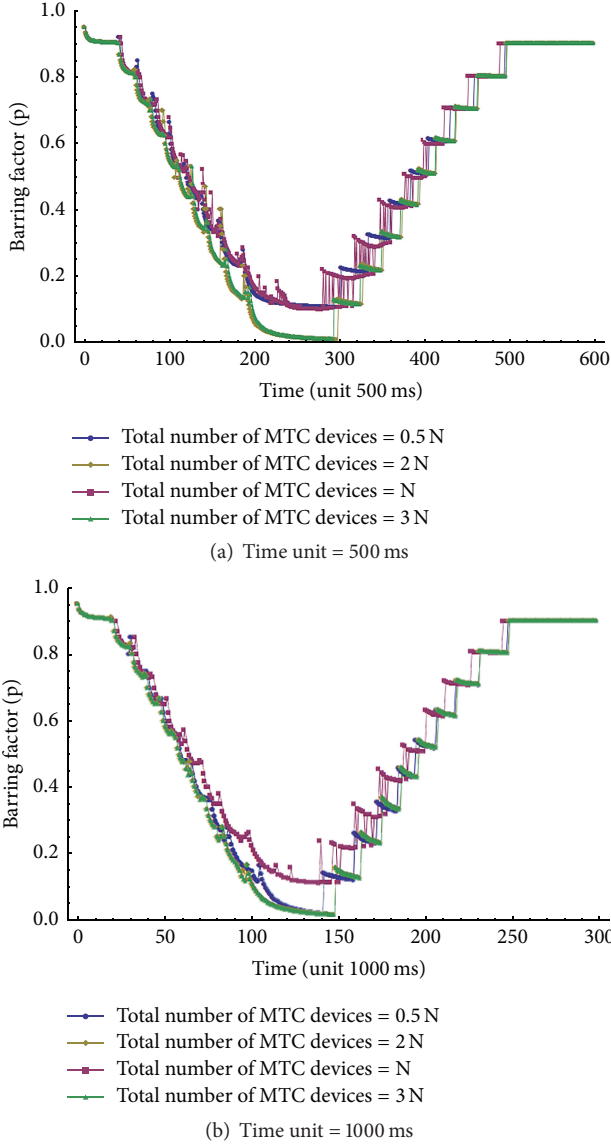 1.0
0.8
0.6
0.4
0.2
0.0
Barring factor (p)
0 100 200 300 400 500 600
Time (unit 500 ms)
Total number of MTC devices = 0.5 N
Total number of MTC devices = 2 N
Total number of MTC devices = N
Total number of MTC devices = 3 N
(a) Time unit = 500 ms
1.0
0.8
0.6
0.4
0.2
0.0
Barring factor (p)
0 50 100 150 200 250 300
Time (unit 1000 ms)
Total number of MTC devices = 0.5 N
Total number of MTC devices = 2 N
Total number of MTC devices = N
Total number of MTC devices = 3 N
(b) Time unit = 1000 ms